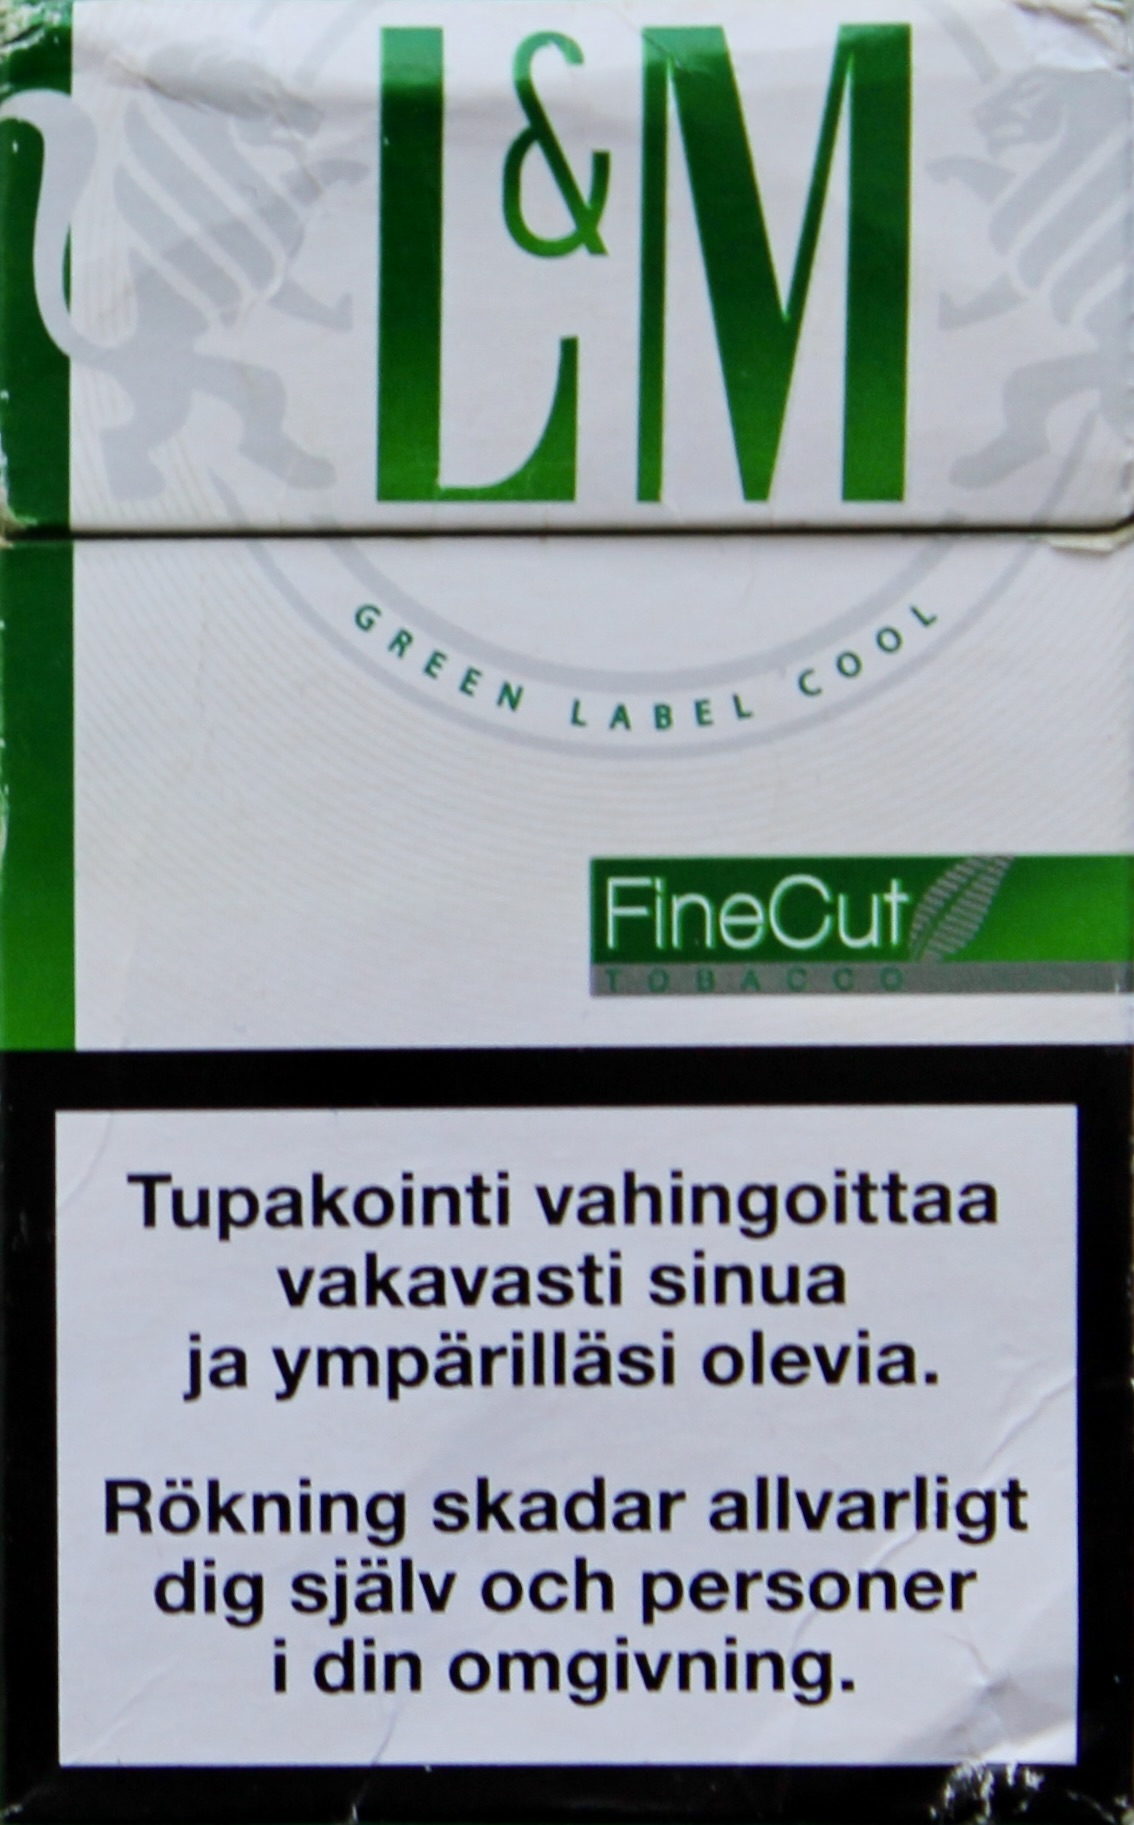 L&M
GREEN LABEL COOL
FineCut
TOBACCO
Tupakointi vahingoittaa
vakavasti sinua
ja ympärilläsi olevia.
Rökning skadar allvarligt
dig själv och personer
i din omgivning.